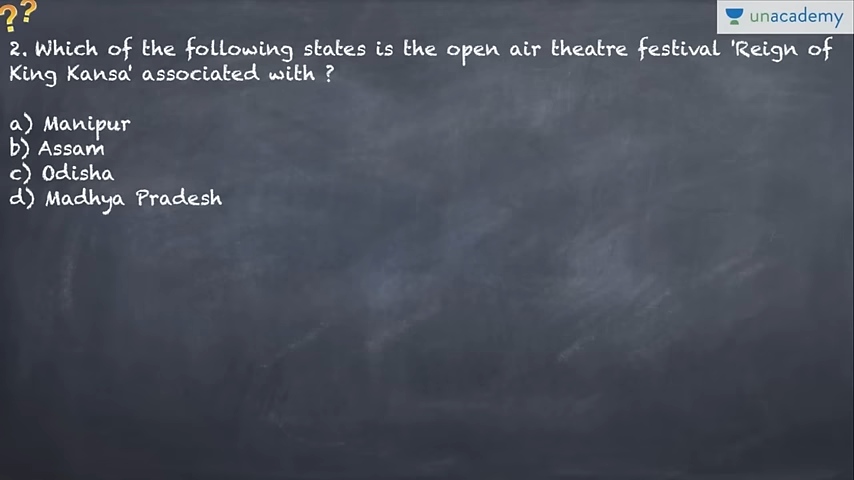 ??
unacademy
2. Which of the following states is the open air theatre festival 'Reign of
King Kansa' associated with ?
a) Manipur
b) Assam
c) Odisha
d) Madhya Pradesh